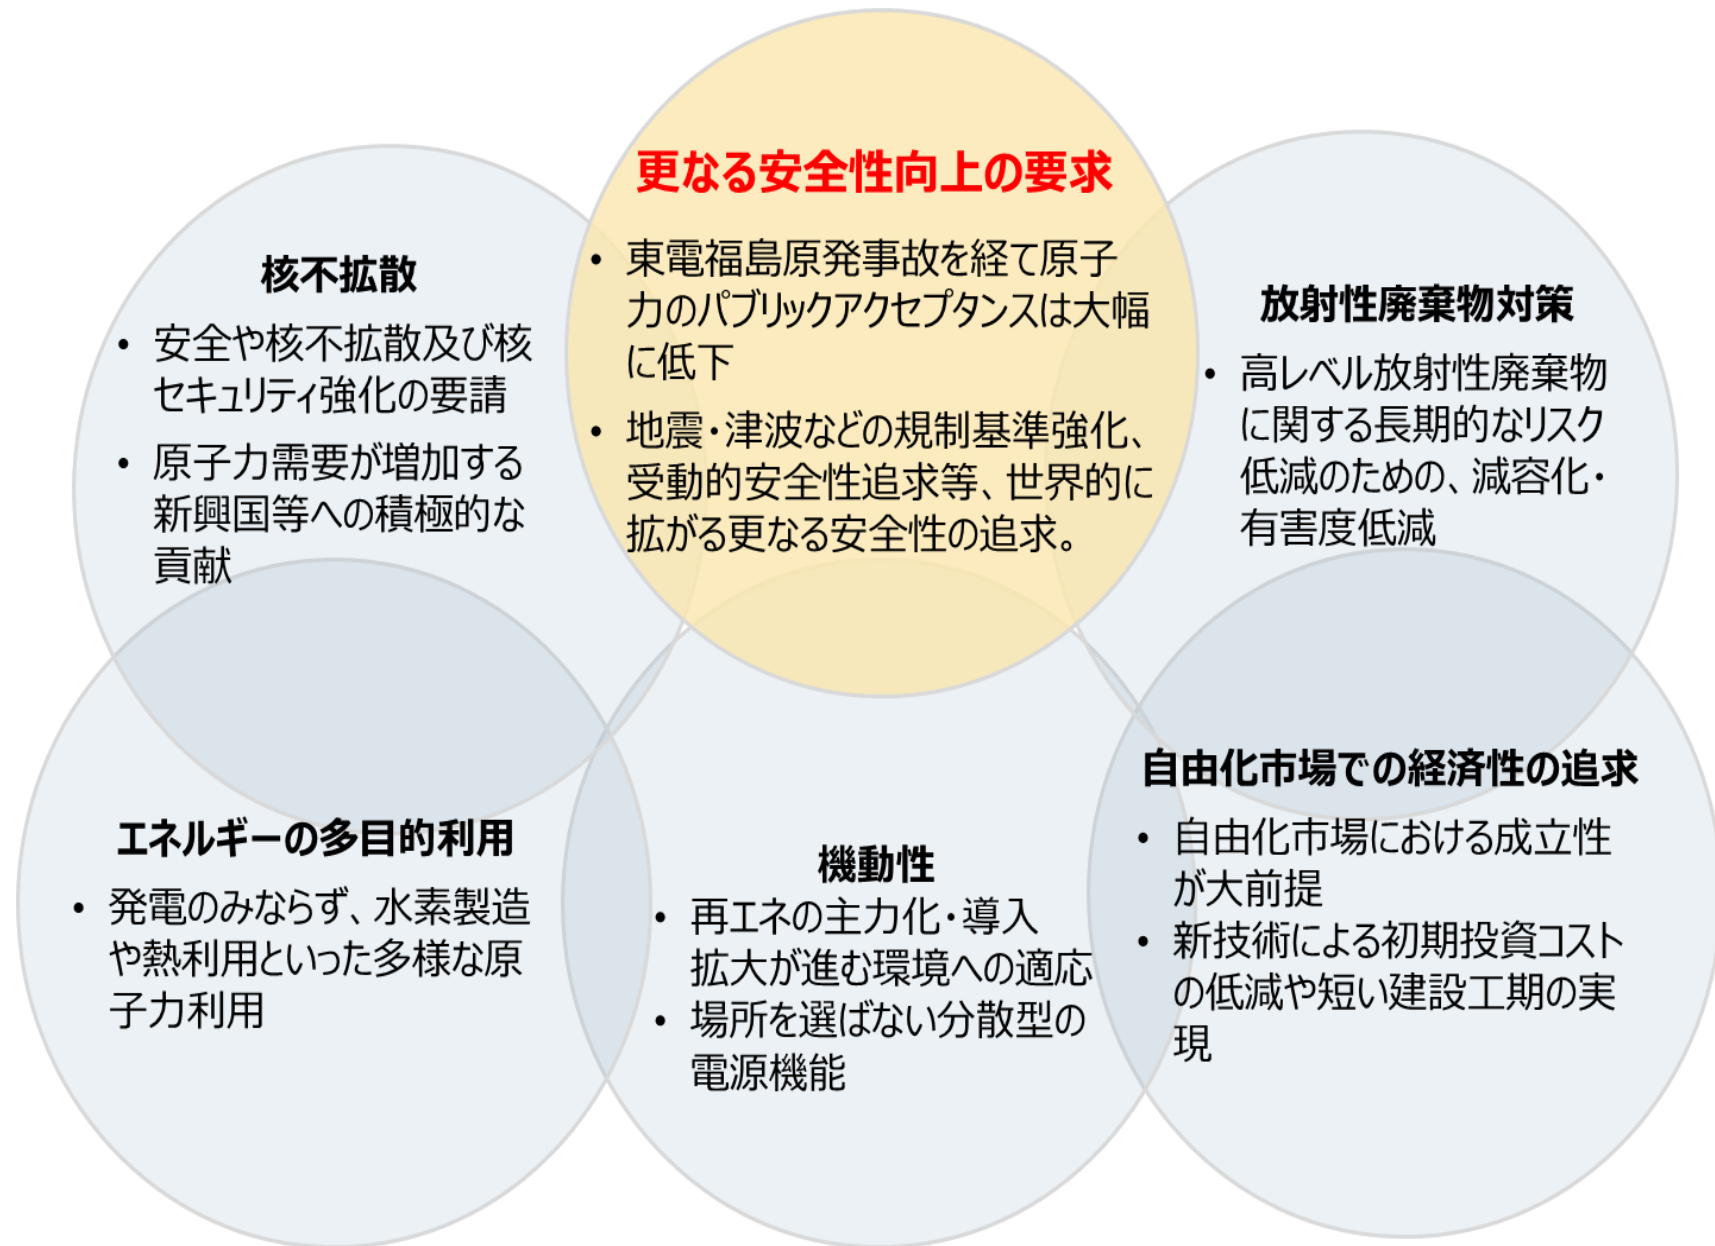 更なる安全性向上の要求
• 東電福島原発事故を経て原子
力のパブリックアクセプタンスは大幅
に低下
• 地震・津波などの規制基準強化、
受動的安全性追求等、世界的に
拡がる更なる安全性の追求。
核不拡散
• 安全や核不拡散及び核
セキュリティ強化の要請
• 原子力需要が増加する
新興国等への積極的な
貢献
放射性廃棄物対策
• 高レベル放射性廃棄物
に関する長期的なリスク
低減のための、減容化・
有害度低減
エネルギーの多目的利用
• 発電のみならず、水素製造
や熱利用といった多様な原
子力利用
機動性
• 再エネの主力化・導入
拡大が進む環境への適応
• 場所を選ばない分散型の
電源機能
自由化市場での経済性の追求
• 自由化市場における成立性
が大前提
• 新技術による初期投資コスト
の低減や短い建設工期の実
現